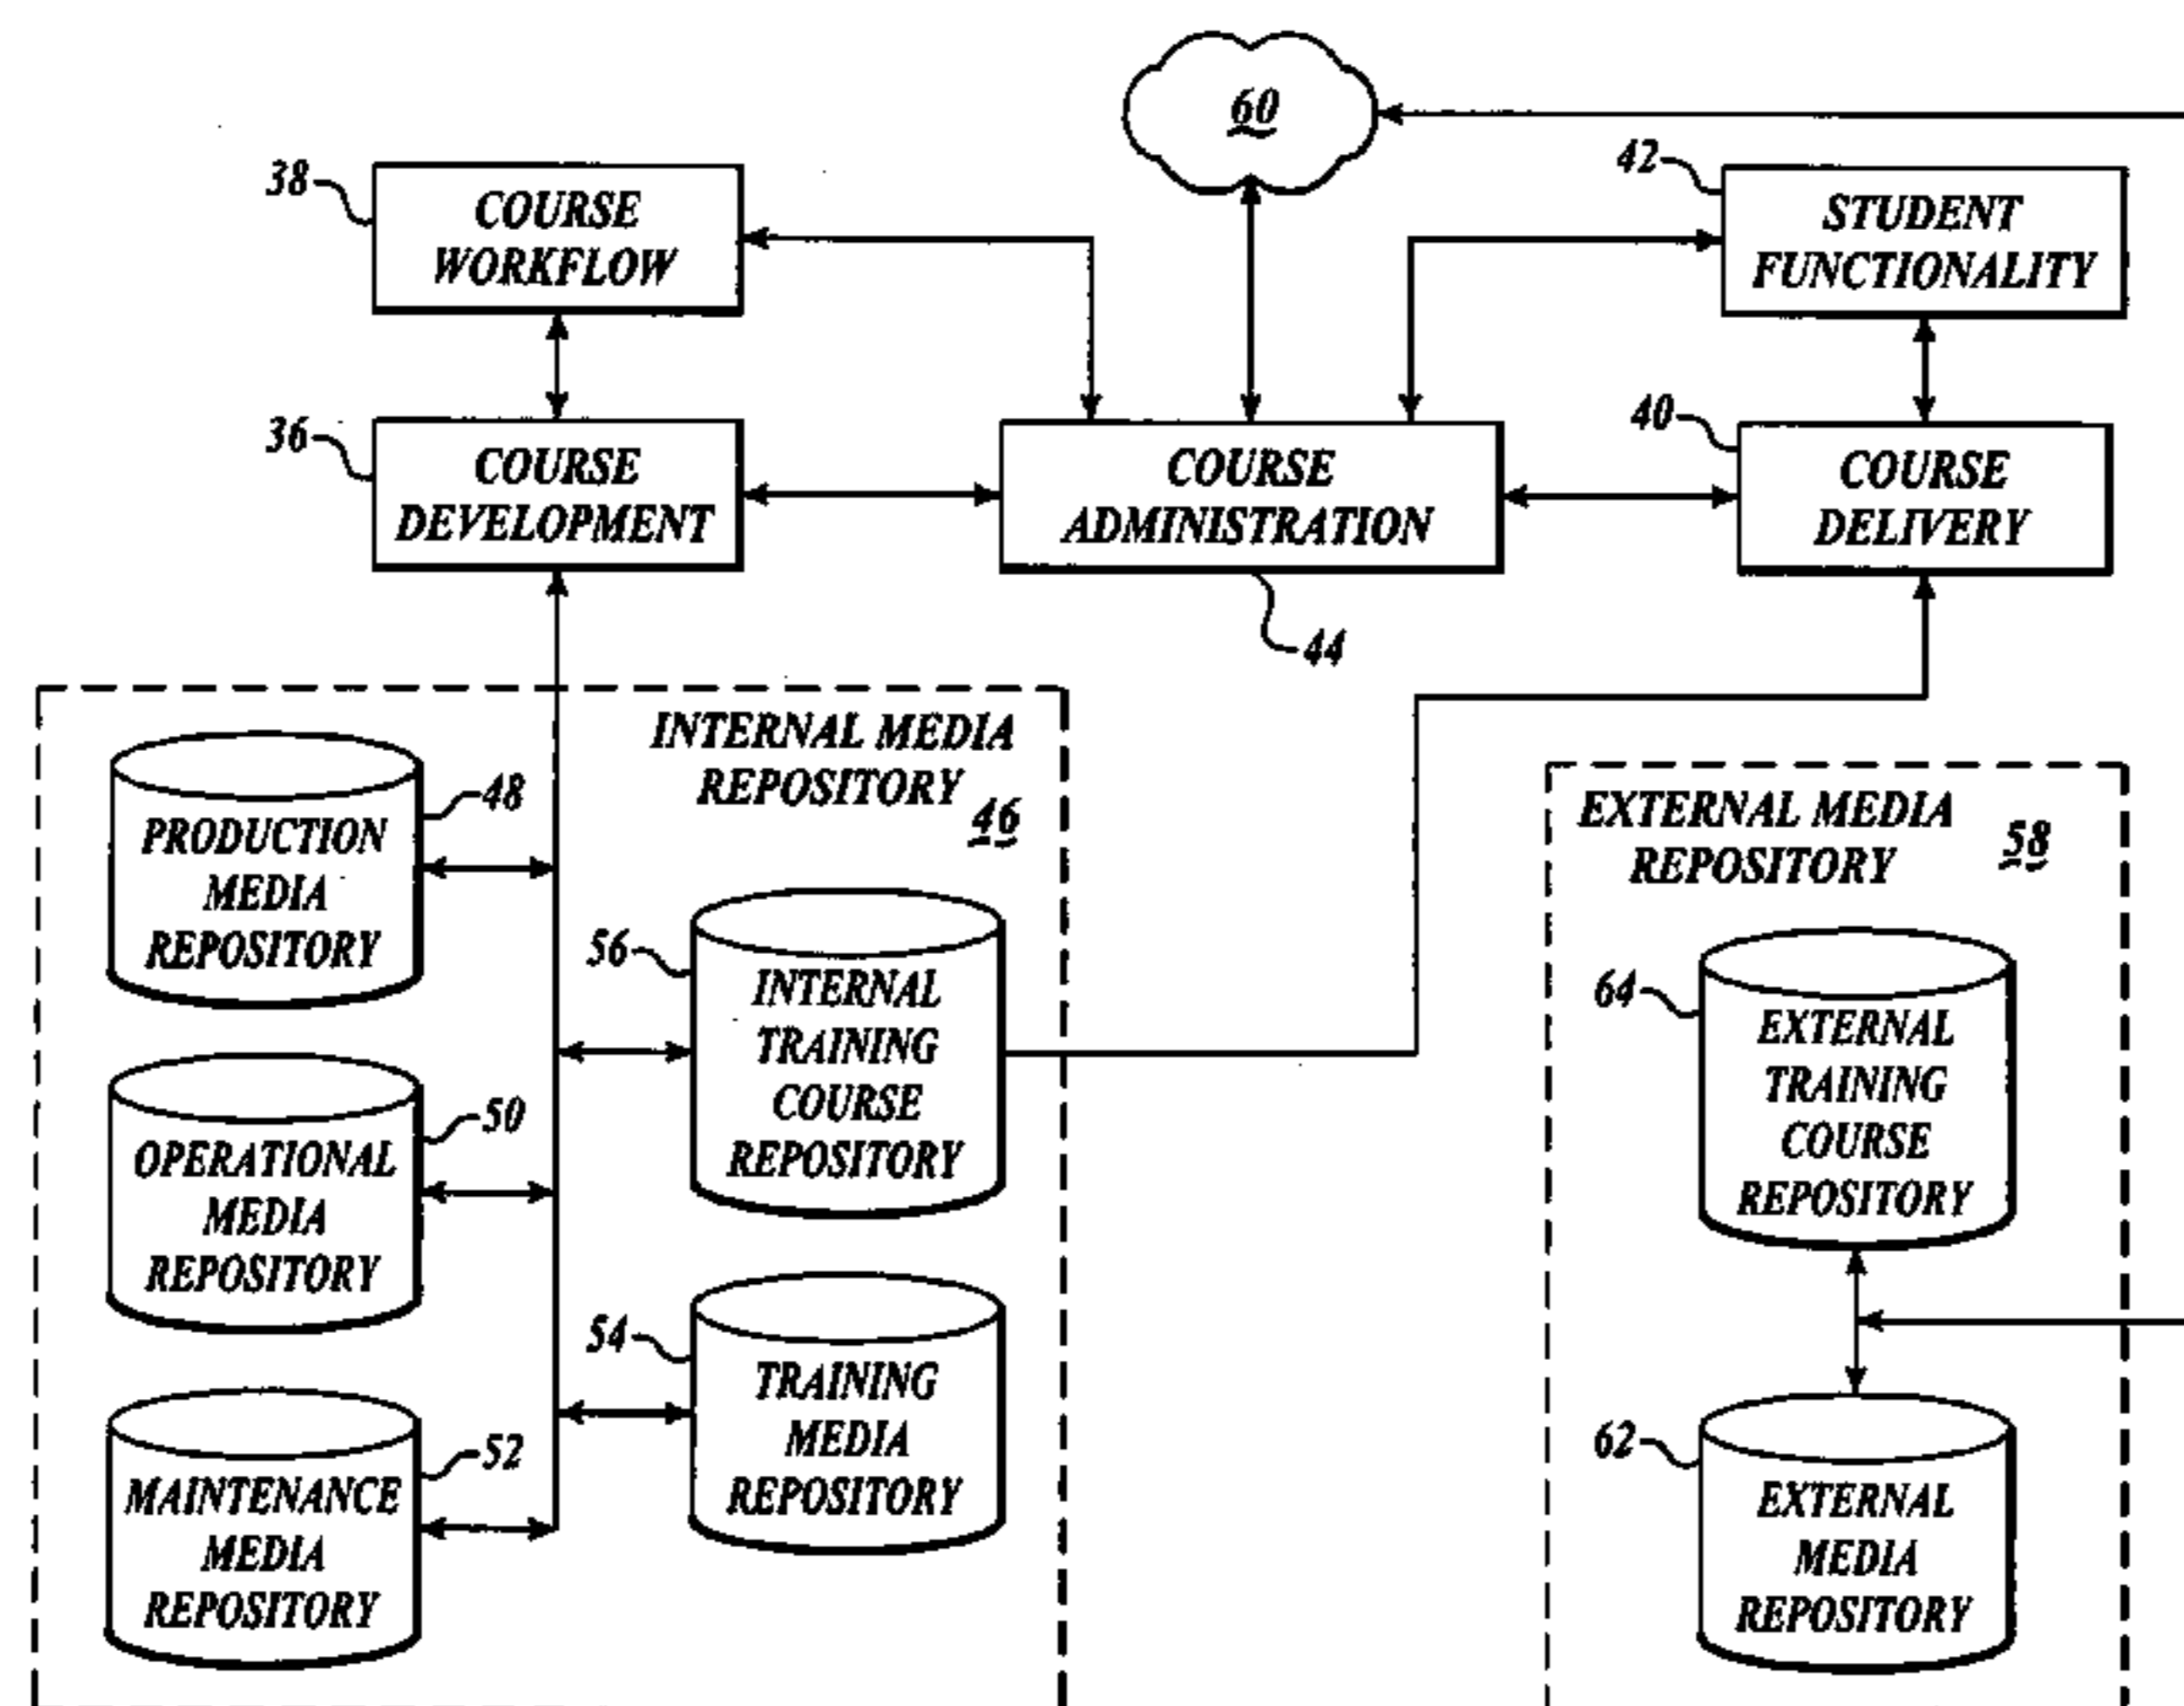 60
38
COURSE
WORKFLOW
42
STUDENT
FUNCTIONALITY
36
COURSE
DEVELOPMENT
COURSE
ADMINISTRATION
44
40
COURSE
DELIVERY
INTERNAL MEDIA
REPOSITORY
46
48
PRODUCTION
MEDIA
REPOSITORY
50
OPERATIONAL
MEDIA
REPOSITORY
52
MAINTENANCE
MEDIA
REPOSITORY
56
INTERNAL
TRAINING
COURSE
REPOSITORY
54
TRAINING
MEDIA
REPOSITORY
EXTERNAL MEDIA
REPOSITORY
58
64
EXTERNAL
TRAINING
COURSE
REPOSITORY
62
EXTERNAL
MEDIA
REPOSITORY